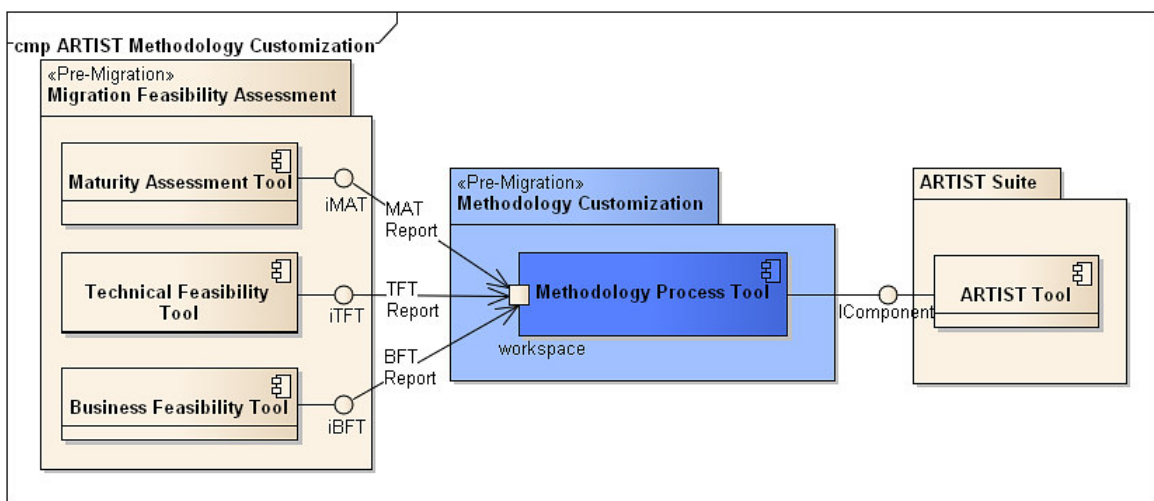 cmp ARTIST Methodology Customization
«Pre-Migration»
Migration Feasibility Assessment
Maturity Assessment Tool
iMAT
MAT
Report
Technical Feasibility
Tool
iTFT
TFT
Report
Business Feasibility Tool
iBFT
BFT
Report
«Pre-Migration»
Methodology Customization
Methodology Process Tool
workspace
IComponent
ARTIST Suite
ARTIST Tool